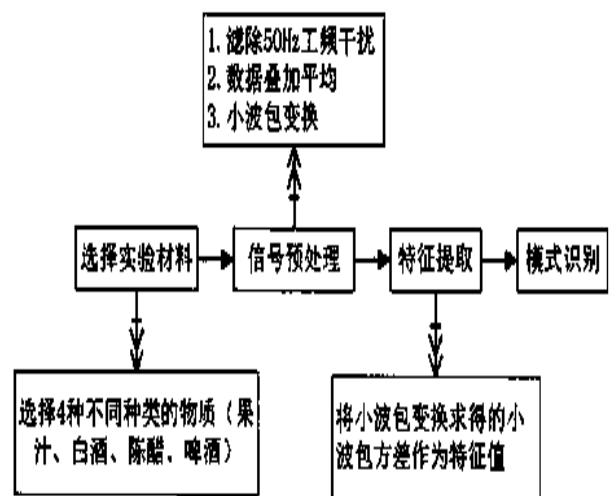 1. 滤除50Hz工频干扰
2. 数据叠加平均
3. 小波包变换
选择实验材料
信号预处理
特征提取
模式识别
选择4种不同种类的物质（果
汁、白酒、陈醋、啤酒）
将小波包变换求得的小
波包方差作为特征值